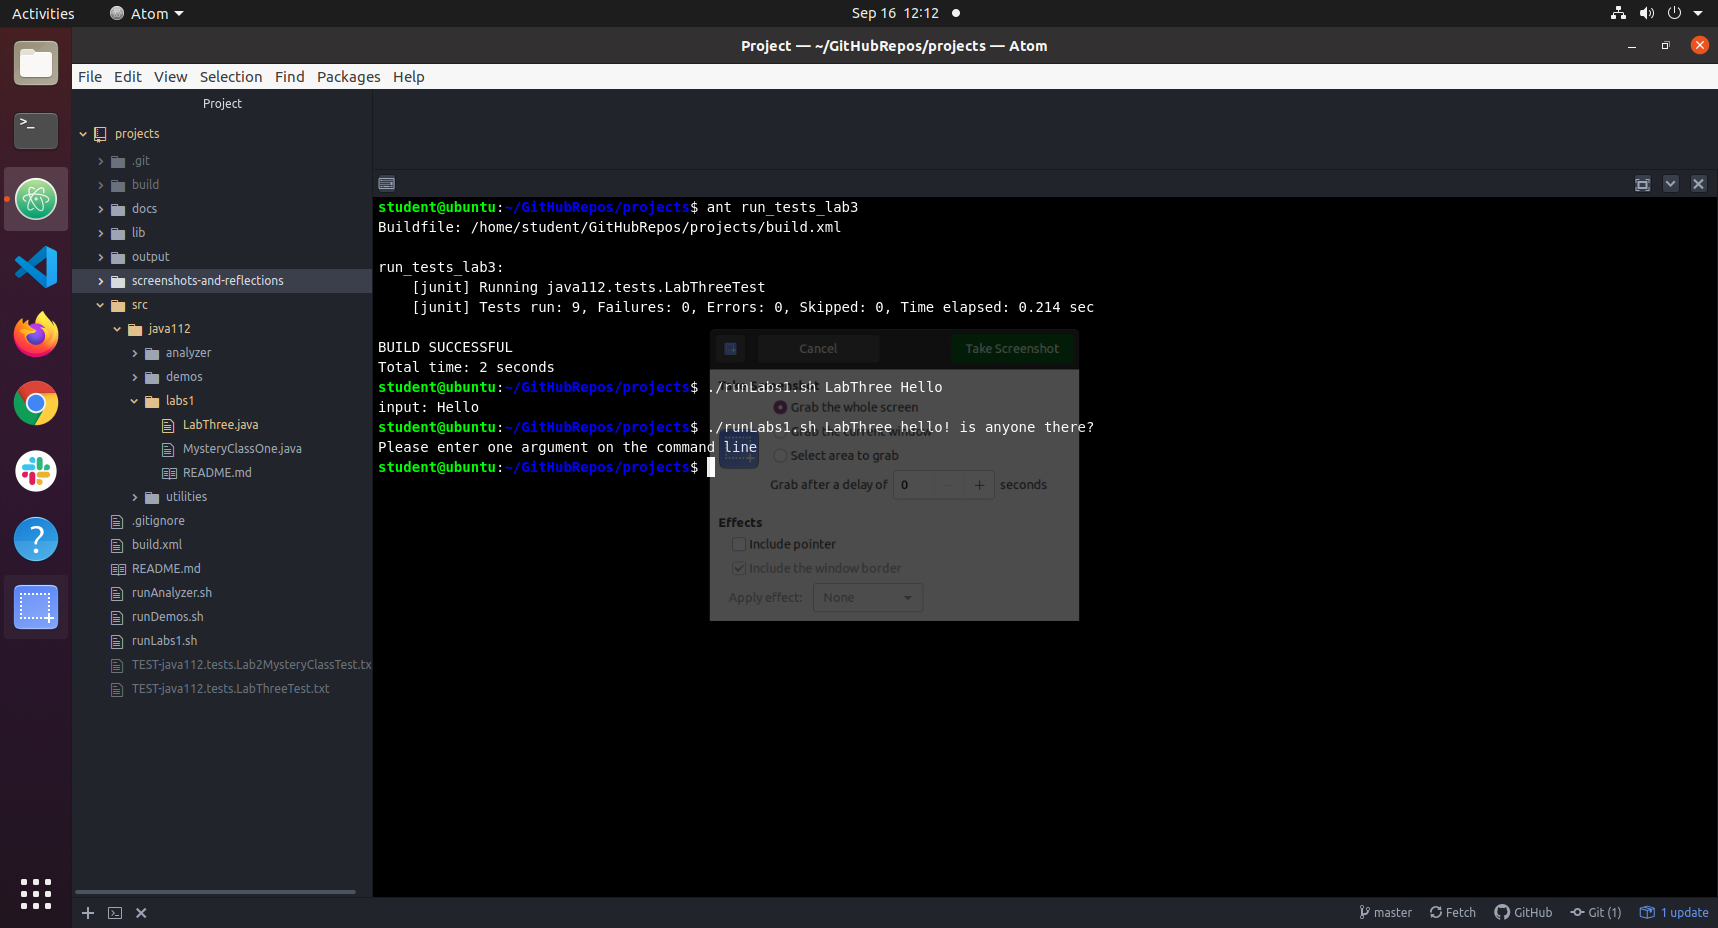 Activities
Atom
Sep 16 12:12
Project — ~/GitHubRepos/projects — Atom
File Edit View Selection Find Packages Help
Project
projects
.git
build
docs
lib
output
screenshots-and-reflections
src
java112
analyzer
demos
labs1
LabThree.java
MysteryClassOne.java
README.md
utilities
.gitignore
build.xml
README.md
runAnalyzer.sh
runDemos.sh
runLabs1.sh
TEST-java112.tests.Lab2MysteryClassTest.tx
TEST-java112.tests.LabThreeTest.txt
student@ubuntu:~/GitHubRepos/projects$ ant run_tests_lab3
Buildfile: /home/student/GitHubRepos/projects/build.xml
run_tests_lab3:
[junit] Running java112.tests.LabThreeTest
[junit] Tests run: 9, Failures: 0, Errors: 0, Skipped: 0, Time elapsed: 0.214 sec
BUILD SUCCESSFUL
Total time: 2 seconds
student@ubuntu:~/GitHubRepos/projects$ ./runLabs1.sh LabThree Hello
input: Hello
student@ubuntu:~/GitHubRepos/projects$ ./runLabs1.sh LabThree hello! is anyone there?
Please enter one argument on the command line
student@ubuntu:~/GitHubRepos/projects$
Cancel
Take Screenshot
Grab the whole screen
Grab the current window
Select area to grab
Grab after a delay of 0 − + seconds
Effects
Include pointer
Include the window border
Apply effect: None
master
Fetch
GitHub
Git (1)
1 update